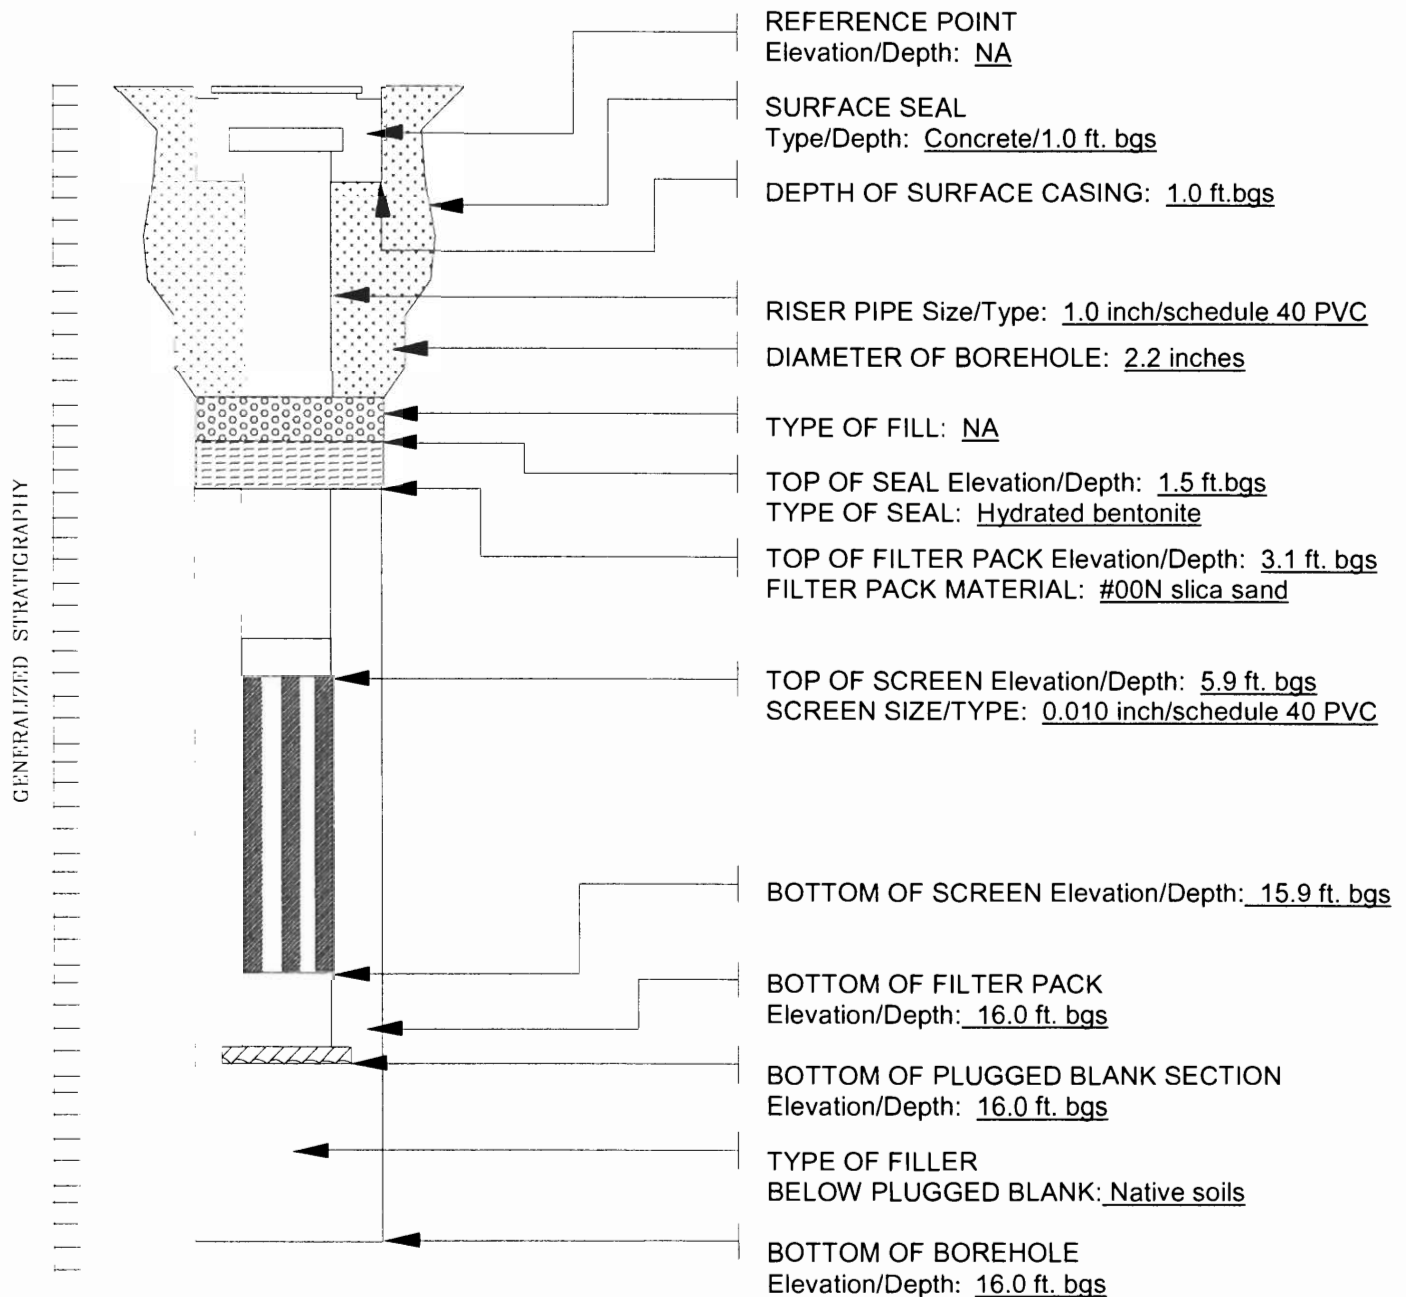 REFERENCE POINT
Elevation/Depth: NA
SURFACE SEAL
Type/Depth: Concrete/1.0 ft. bgs
DEPTH OF SURFACE CASING: 1.0 ft.bgs
RISER PIPE Size/Type: 1.0 inch/schedule 40 PVC
DIAMETER OF BOREHOLE: 2.2 inches
TYPE OF FILL: NA
TOP OF SEAL Elevation/Depth: 1.5 ft.bgs
TYPE OF SEAL: Hydrated bentonite
TOP OF FILTER PACK Elevation/Depth: 3.1 ft. bgs
FILTER PACK MATERIAL: #00N slica sand
GENERALIZED STRATIGRAPHY
TOP OF SCREEN Elevation/Depth: 5.9 ft. bgs
SCREEN SIZE/TYPE: 0.010 inch/schedule 40 PVC
BOTTOM OF SCREEN Elevation/Depth: 15.9 ft. bgs
BOTTOM OF FILTER PACK
Elevation/Depth: 16.0 ft. bgs
BOTTOM OF PLUGGED BLANK SECTION
Elevation/Depth: 16.0 ft. bgs
TYPE OF FILLER
BELOW PLUGGED BLANK: Native soils
BOTTOM OF BOREHOLE
Elevation/Depth: 16.0 ft. bgs